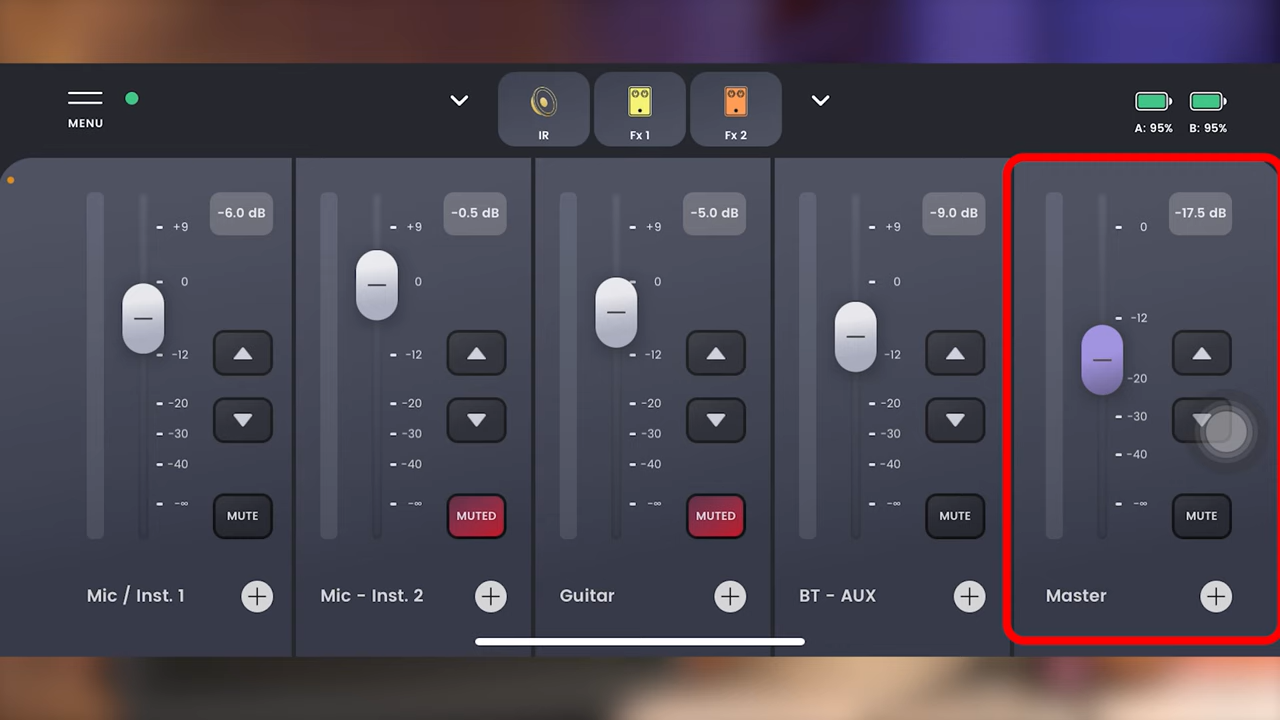 MENU
IR
Fx 1
Fx 2
A: 95%
B: 95%
-6.0 dB
+9
0
-12
-20
-30
-40
-∞
MUTE
Mic / Inst. 1
-0.5 dB
+9
0
-12
-20
-30
-40
-∞
MUTED
Mic - Inst. 2
-5.0 dB
+9
0
-12
-20
-30
-40
-∞
MUTED
Guitar
-9.0 dB
+9
0
-12
-20
-30
-40
-∞
MUTE
BT - AUX
-17.5 dB
0
-12
-20
-30
-40
-∞
MUTE
Master